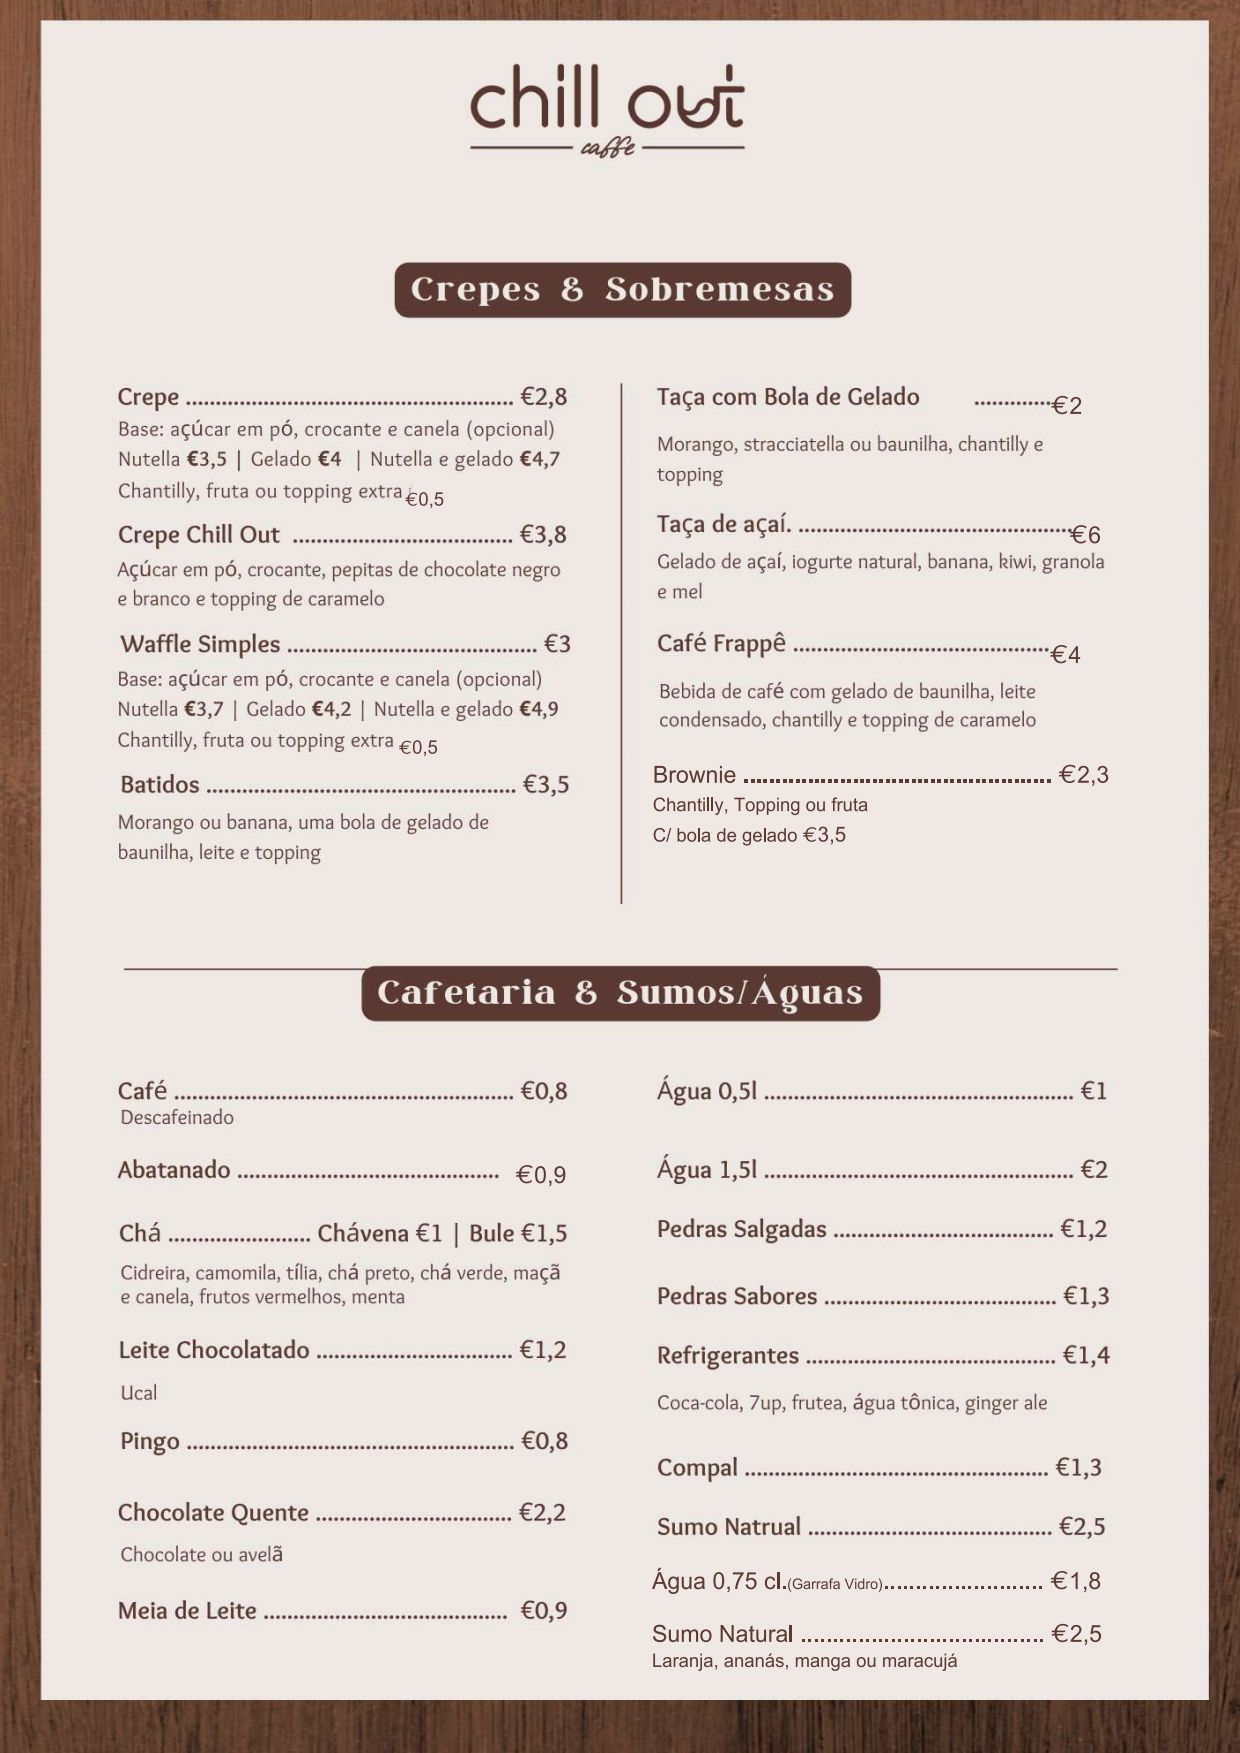 chill out
caffe
Crepes & Sobremesas
Crepe ....................................................... €2,8
Base: açúcar em pó, crocante e canela (opcional)
Nutella €3,5 | Gelado €4 | Nutella e gelado €4,7
Chantilly, fruta ou topping extra €0,5
Crepe Chill Out ..................................... €3,8
Açúcar em pó, crocante, pepitas de chocolate negro
e branco e topping de caramelo
Waffle Simples .......................................... €3
Base: açúcar em pó, crocante e canela (opcional)
Nutella €3,7 | Gelado €4,2 | Nutella e gelado €4,9
Chantilly, fruta ou topping extra €0,5
Batidos .................................................... €3,5
Morango ou banana, uma bola de gelado de
baunilha, leite e topping
Taça com Bola de Gelado .............€2
Morango, stracciatella ou baunilha, chantilly e
topping
Taça de açaí. ..............................................€6
Gelado de açaí, iogurte natural, banana, kiwi, granola
e mel
Café Frappê ...........................................€4
Bebida de café com gelado de baunilha, leite
condensado, chantilly e topping de caramelo
Brownie ................................................ €2,3
Chantilly, Topping ou fruta
C/ bola de gelado €3,5
Cafetaria & Sumos/Águas
Café ......................................................... €0,8
Descafeinado
Abatanado ............................................ €0,9
Chá ........................ Chávena €1 | Bule €1,5
Cidreira, camomila, tília, chá preto, chá verde, maçã
e canela, frutos vermelhos, menta
Leite Chocolatado ................................. €1,2
Ucal
Pingo ....................................................... €0,8
Chocolate Quente ................................. €2,2
Chocolate ou avelã
Meia de Leite ......................................... €0,9
Água 0,5l .................................................... €1
Água 1,5l .................................................... €2
Pedras Salgadas ..................................... €1,2
Pedras Sabores ....................................... €1,3
Refrigerantes .......................................... €1,4
Coca-cola, 7up, frutea, água tônica, ginger ale
Compal ................................................... €1,3
Sumo Natrual ......................................... €2,5
Água 0,75 cl.(Garrafa Vidro)......................... €1,8
Sumo Natural ...................................... €2,5
Laranja, ananás, manga ou maracujá